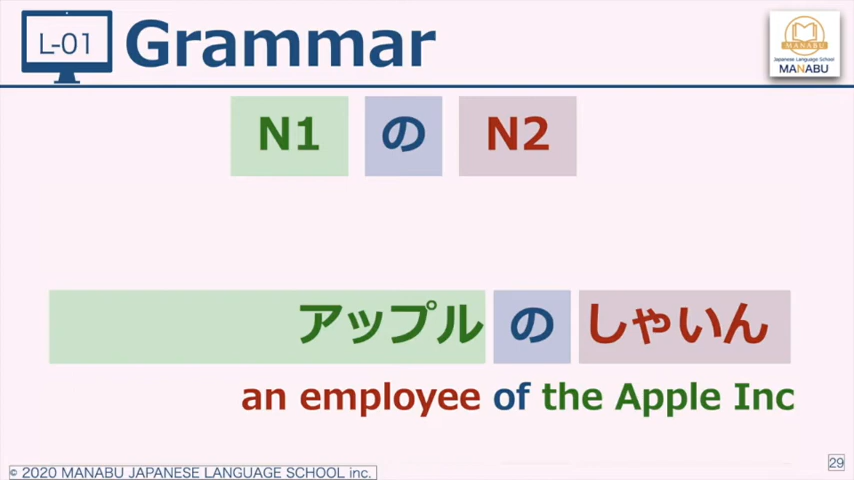 L-01
Grammar
MANABU
Japanese Language School
MANABU
N1 の N2
アップル の しゃいん
an employee of the Apple Inc
29
© 2020 MANABU JAPANESE LANGUAGE SCHOOL inc.